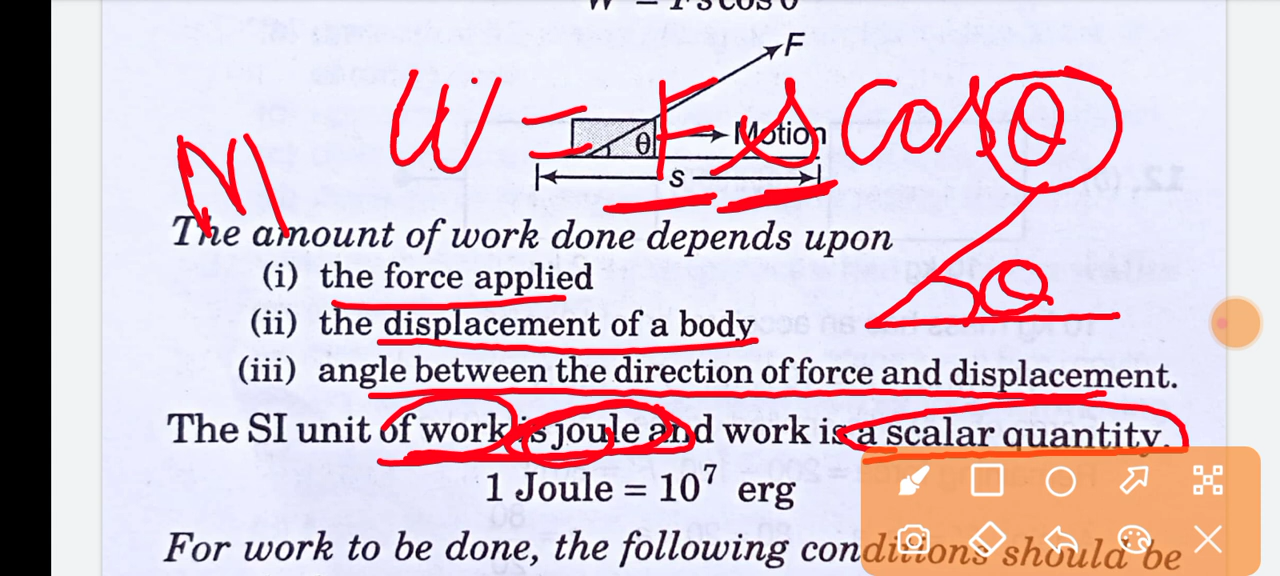 W = Fs cos θ
F
W = Fs Cos θ
θ
Motion
s
N
θ
The amount of work done depends upon
(i) the force applied
(ii) the displacement of a body
(iii) angle between the direction of force and displacement.
The SI unit of work is joule and work is a scalar quantity.
1 Joule = 10⁷ erg
For work to be done, the following conditions should be